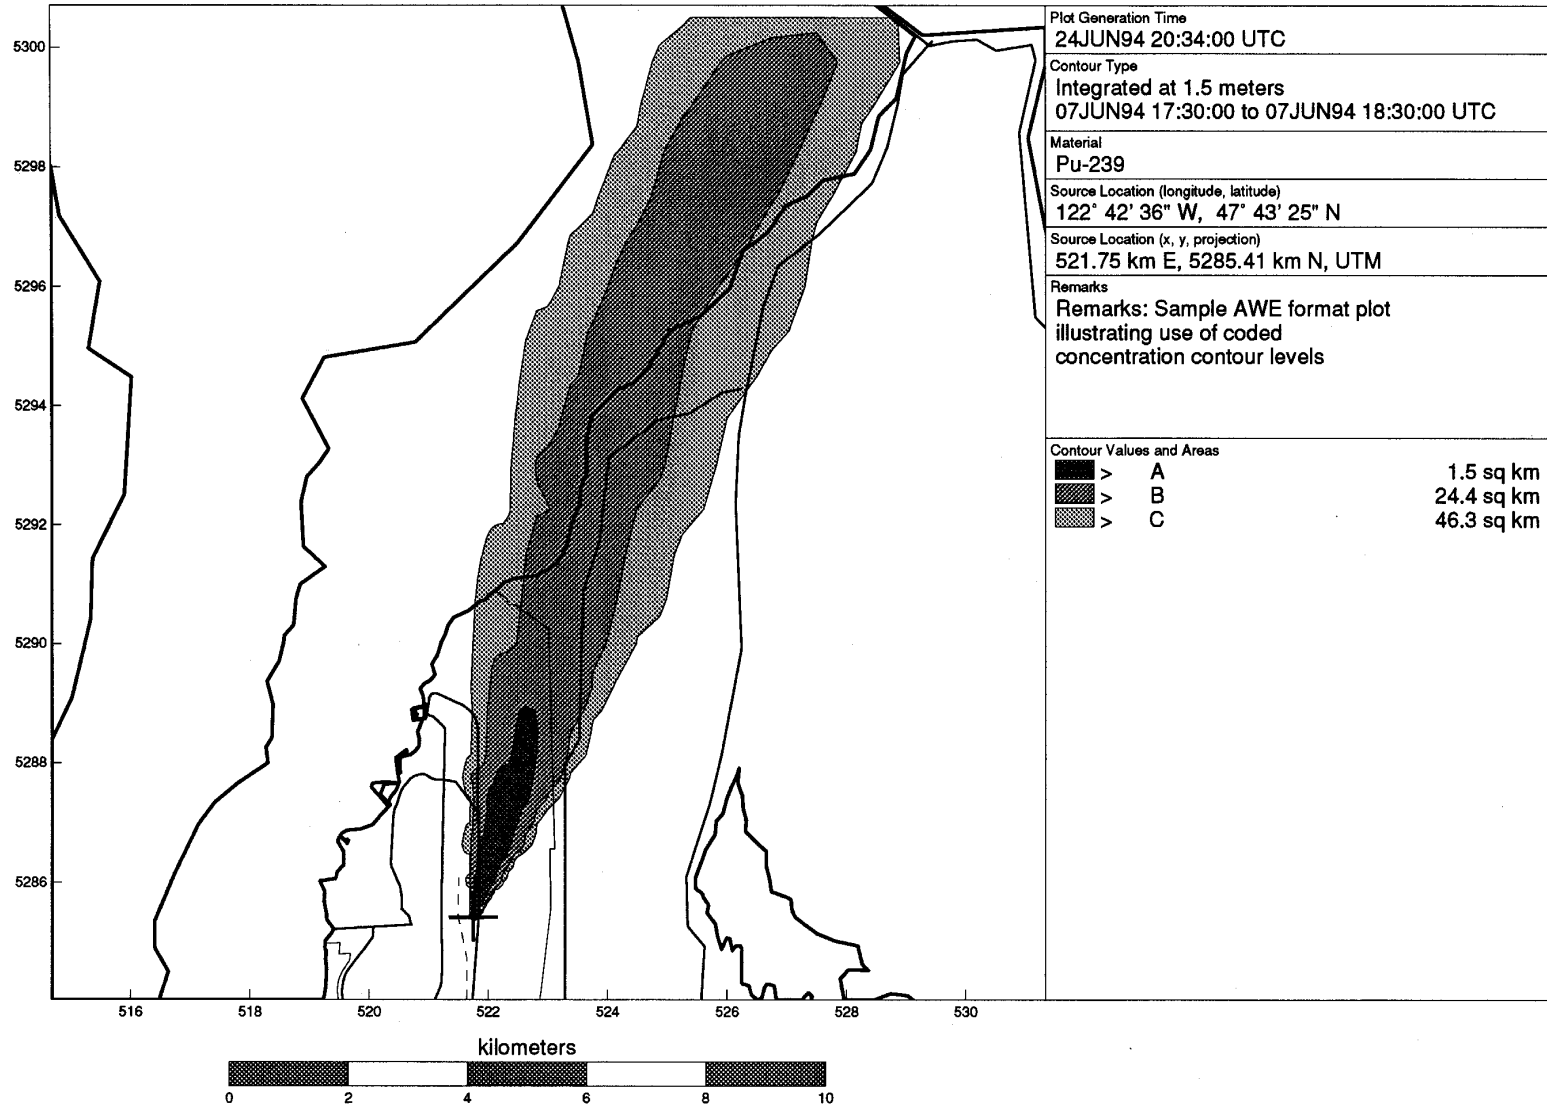 Plot Generation Time
24JUN94 20:34:00 UTC
Contour Type
Integrated at 1.5 meters
07JUN94 17:30:00 to 07JUN94 18:30:00 UTC
Material
Pu-239
Source Location (longitude, latitude)
122° 42' 36" W, 47° 43' 25" N
Source Location (x, y, projection)
521.75 km E, 5285.41 km N, UTM
Remarks
Remarks: Sample AWE format plot
illustrating use of coded
concentration contour levels
Contour Values and Areas
> A 1.5 sq km
> B 24.4 sq km
> C 46.3 sq km
5300
5298
5296
5294
5292
5290
5288
5286
516 518 520 522 524 526 528 530
kilometers
0 2 4 6 8 10